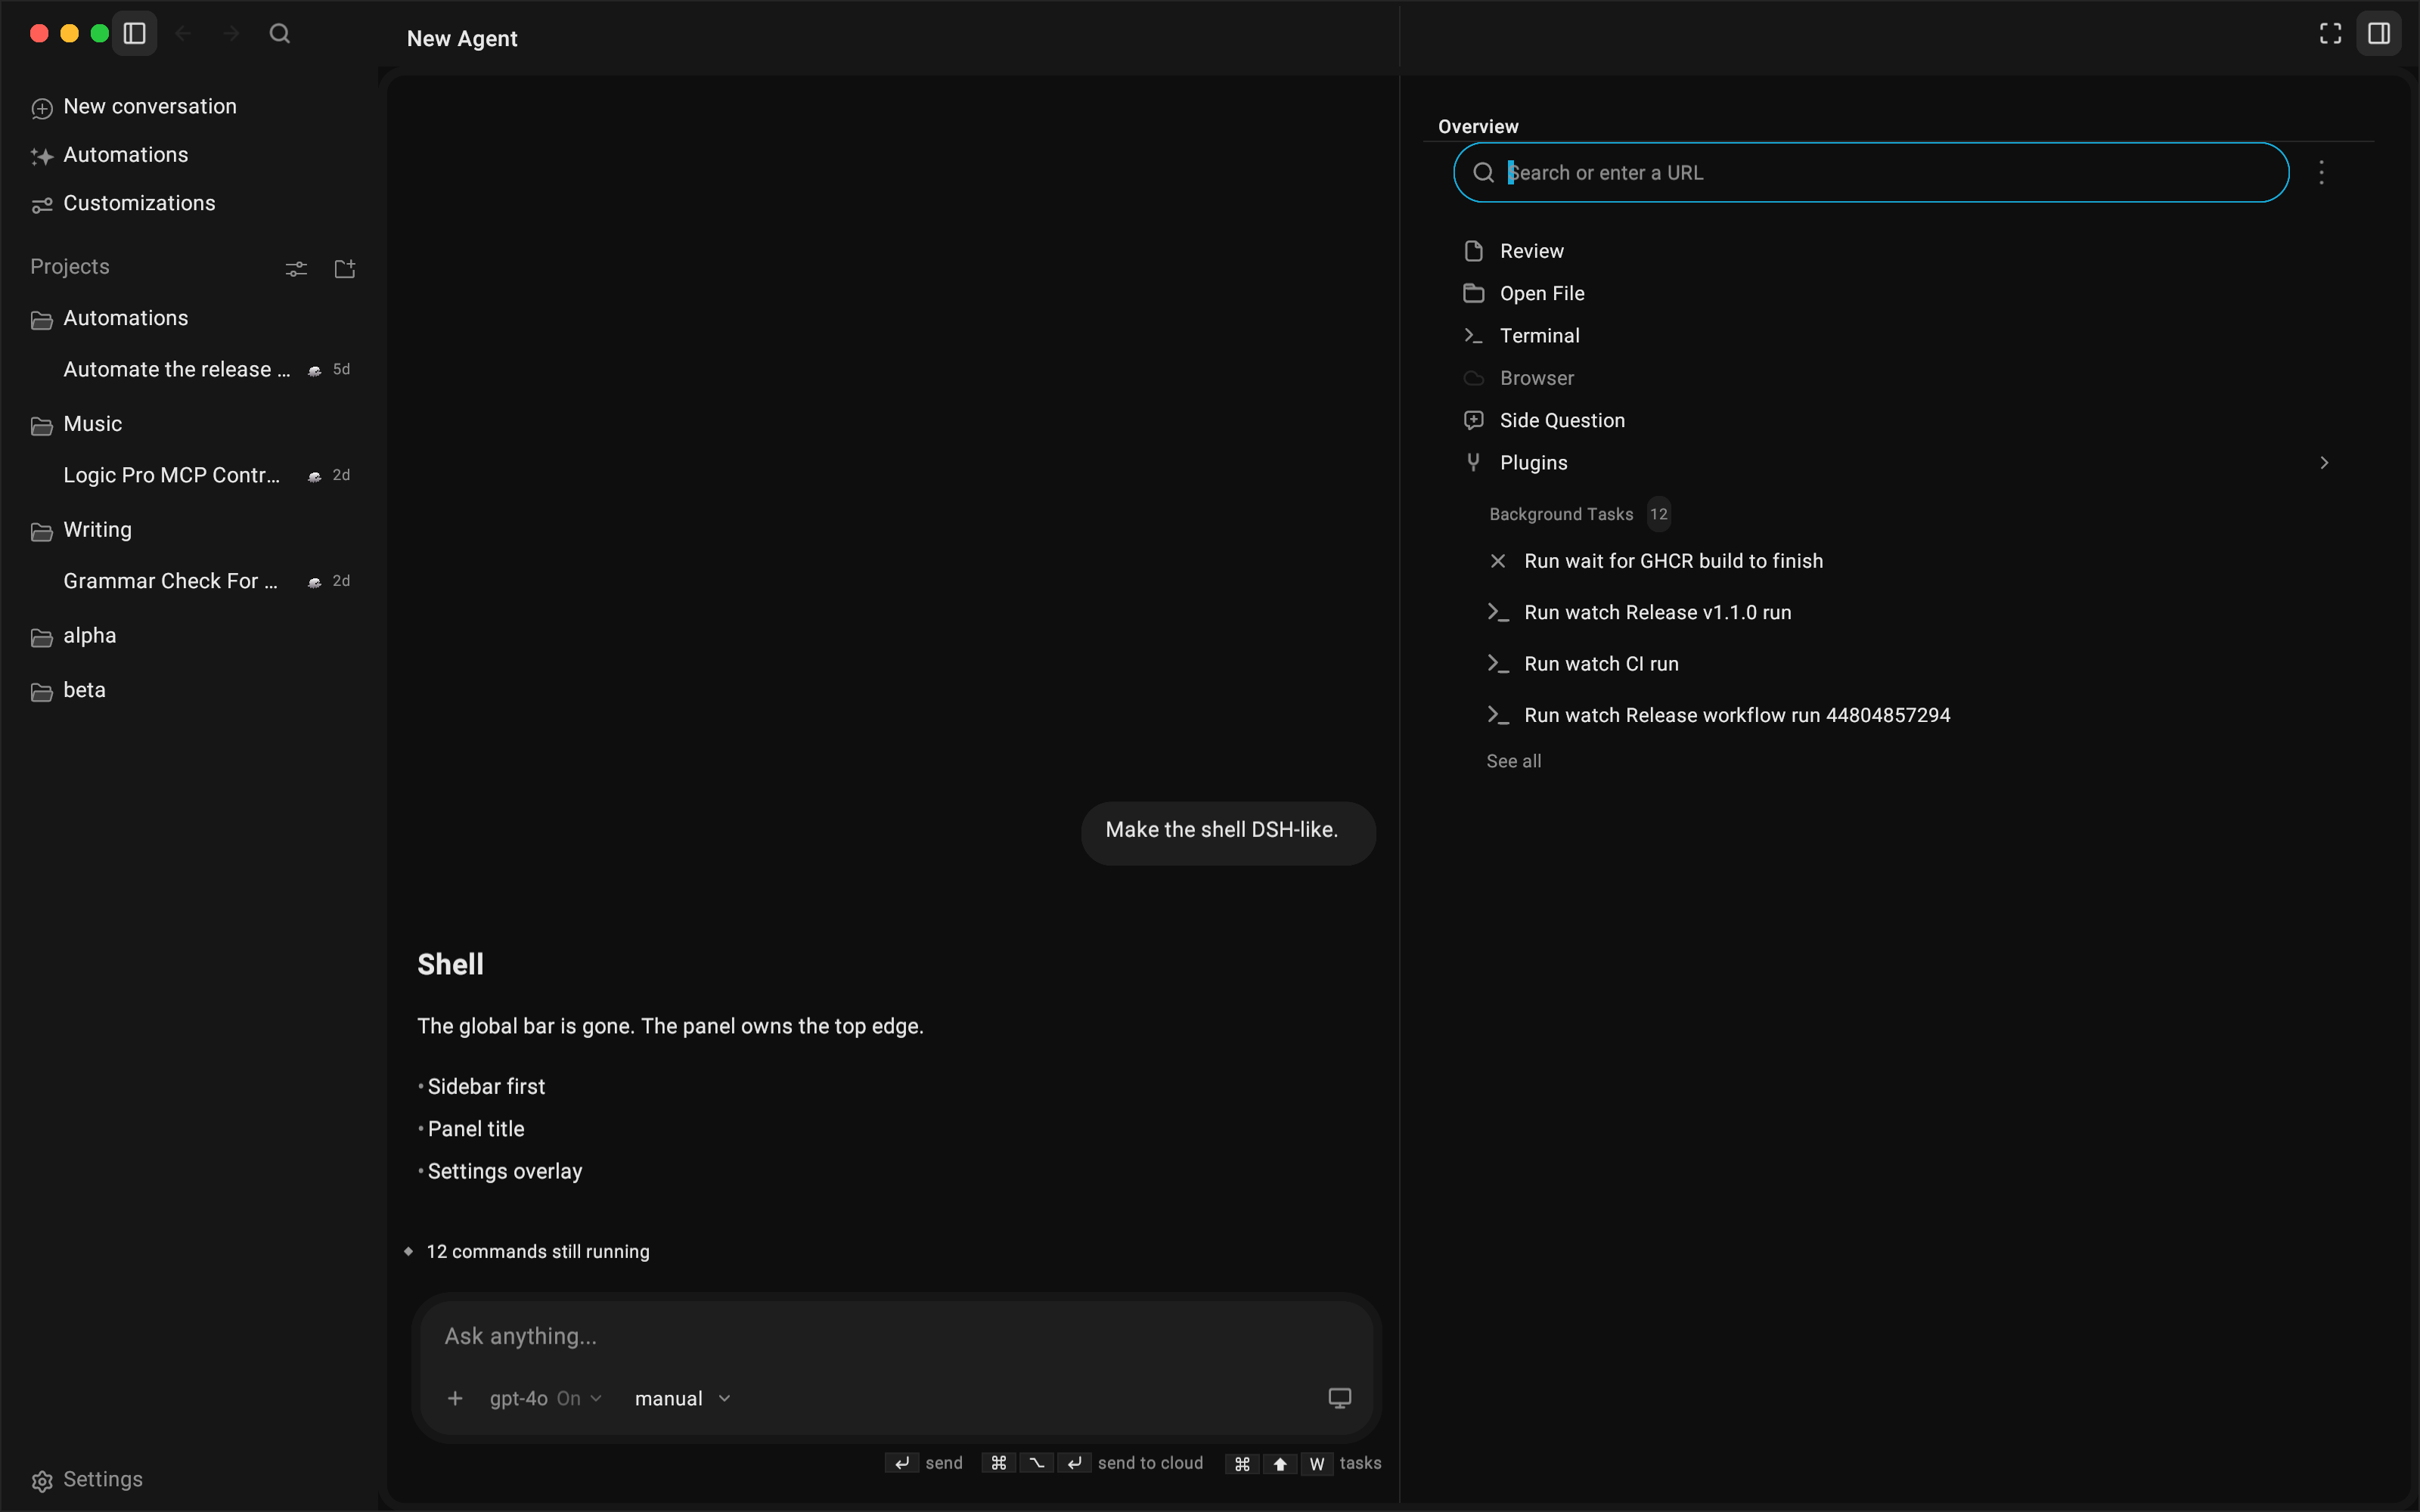 New Agent
New conversation
Automations
Customizations
Projects
Automations
Automate the release ... 5d
Music
Logic Pro MCP Contr... 2d
Writing
Grammar Check For ... 2d
alpha
beta
Settings
Make the shell DSH-like.
Shell
The global bar is gone. The panel owns the top edge.
• Sidebar first
• Panel title
• Settings overlay
12 commands still running
Ask anything...
gpt-4o On
manual
send
send to cloud
W tasks
Overview
Search or enter a URL
Review
Open File
Terminal
Browser
Side Question
Plugins
Background Tasks 12
Run wait for GHCR build to finish
Run watch Release v1.1.0 run
Run watch CI run
Run watch Release workflow run 44804857294
See all